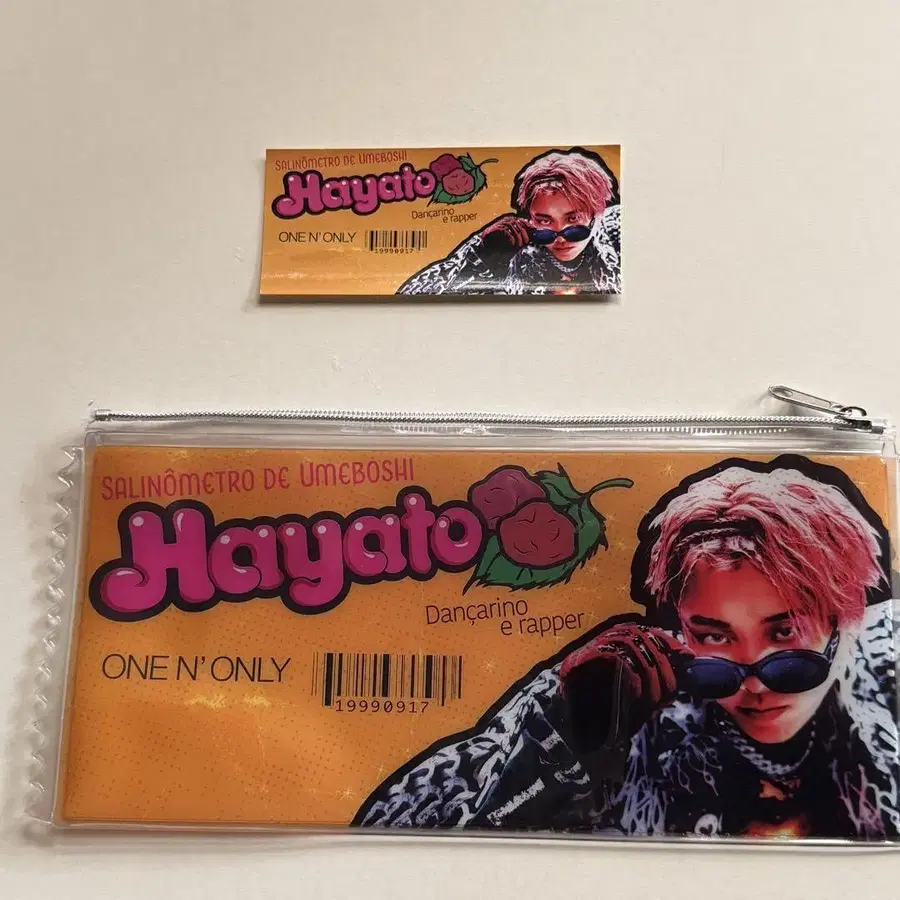 SALINÔMETRO DE UMEBOSHI
Hayato
Dançarino
e rapper
ONE N' ONLY
19990917
SALINÔMETRO DE UMEBOSHI
Hayato
Dançarino
e rapper
ONE N' ONLY
19990917